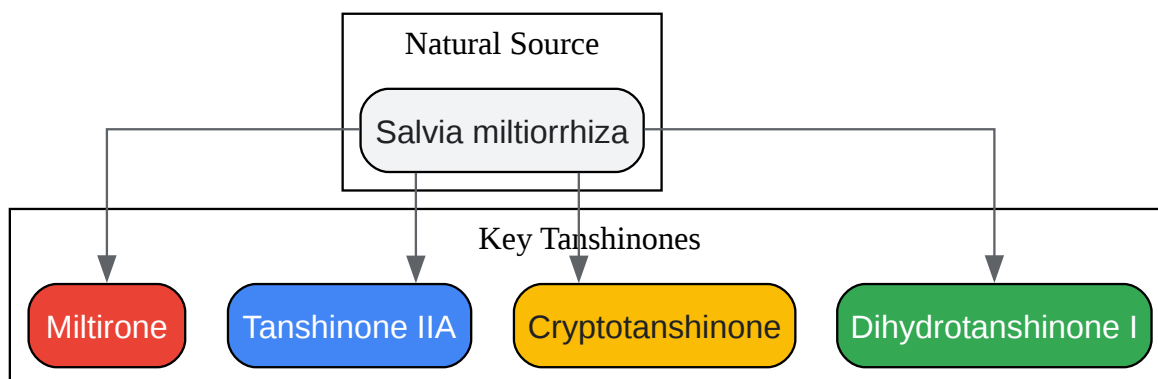 Natural Source
Salvia miltiorrhiza
Key Tanshinones
Miltirone
Tanshinone IIA
Cryptotanshinone
Dihydrotanshinone I